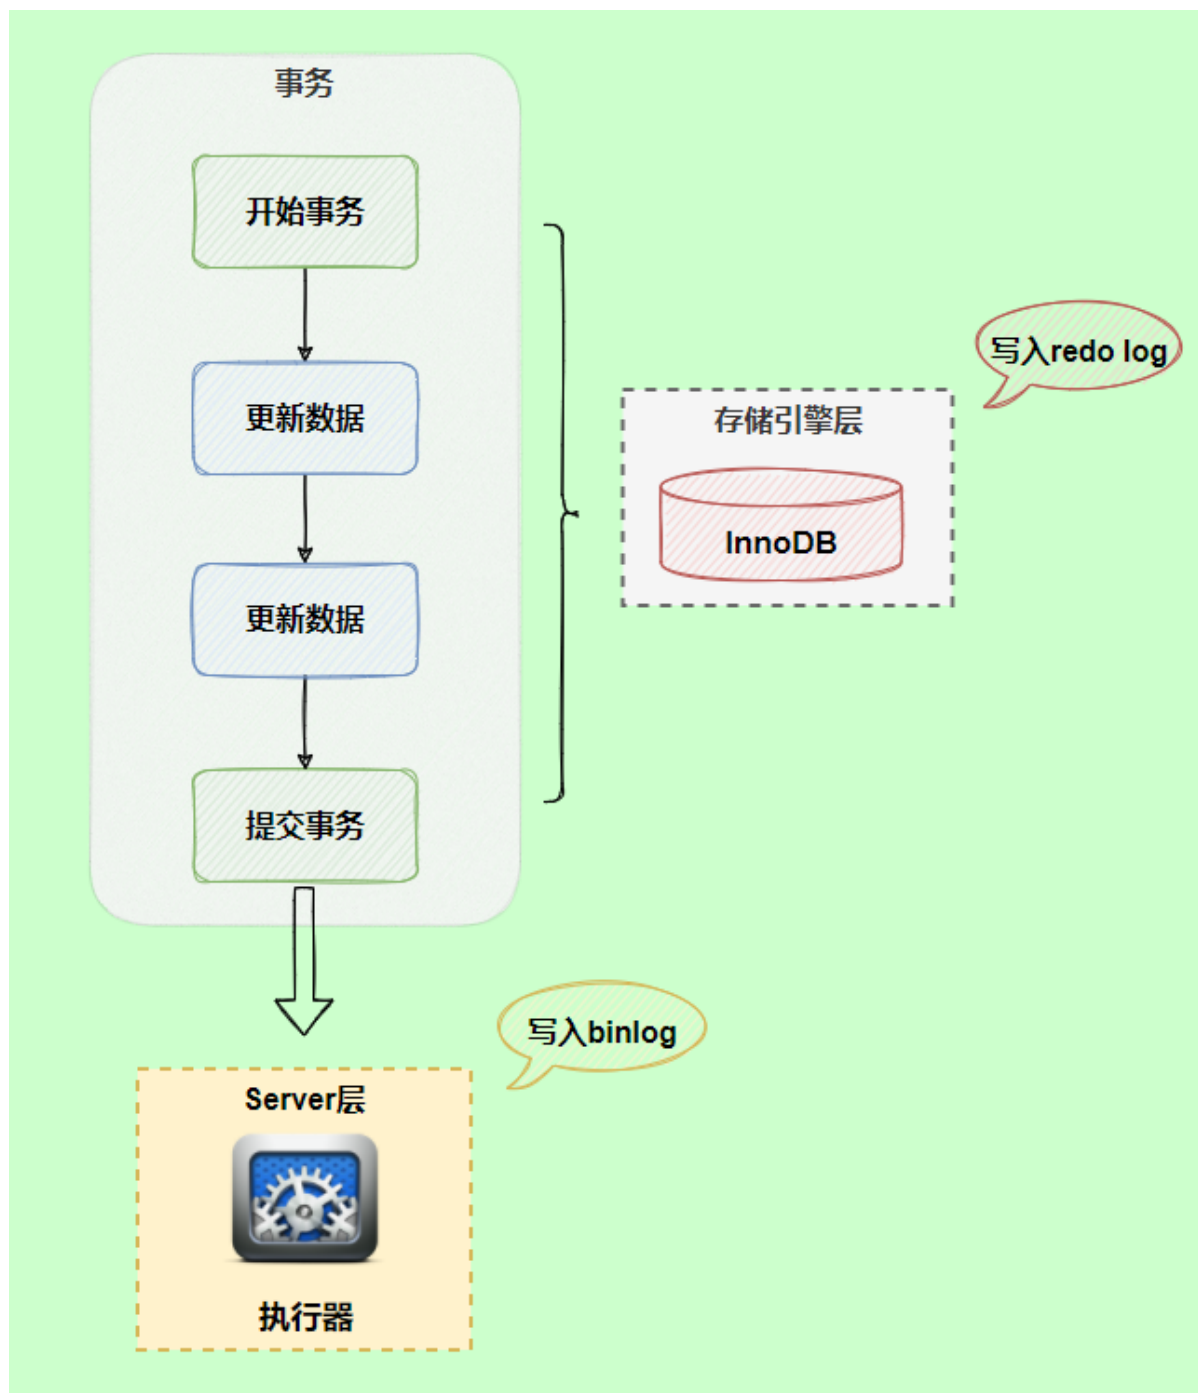 事务
开始事务
更新数据
更新数据
提交事务
写入redo log
存储引擎层
InnoDB
写入binlog
Server层
执行器